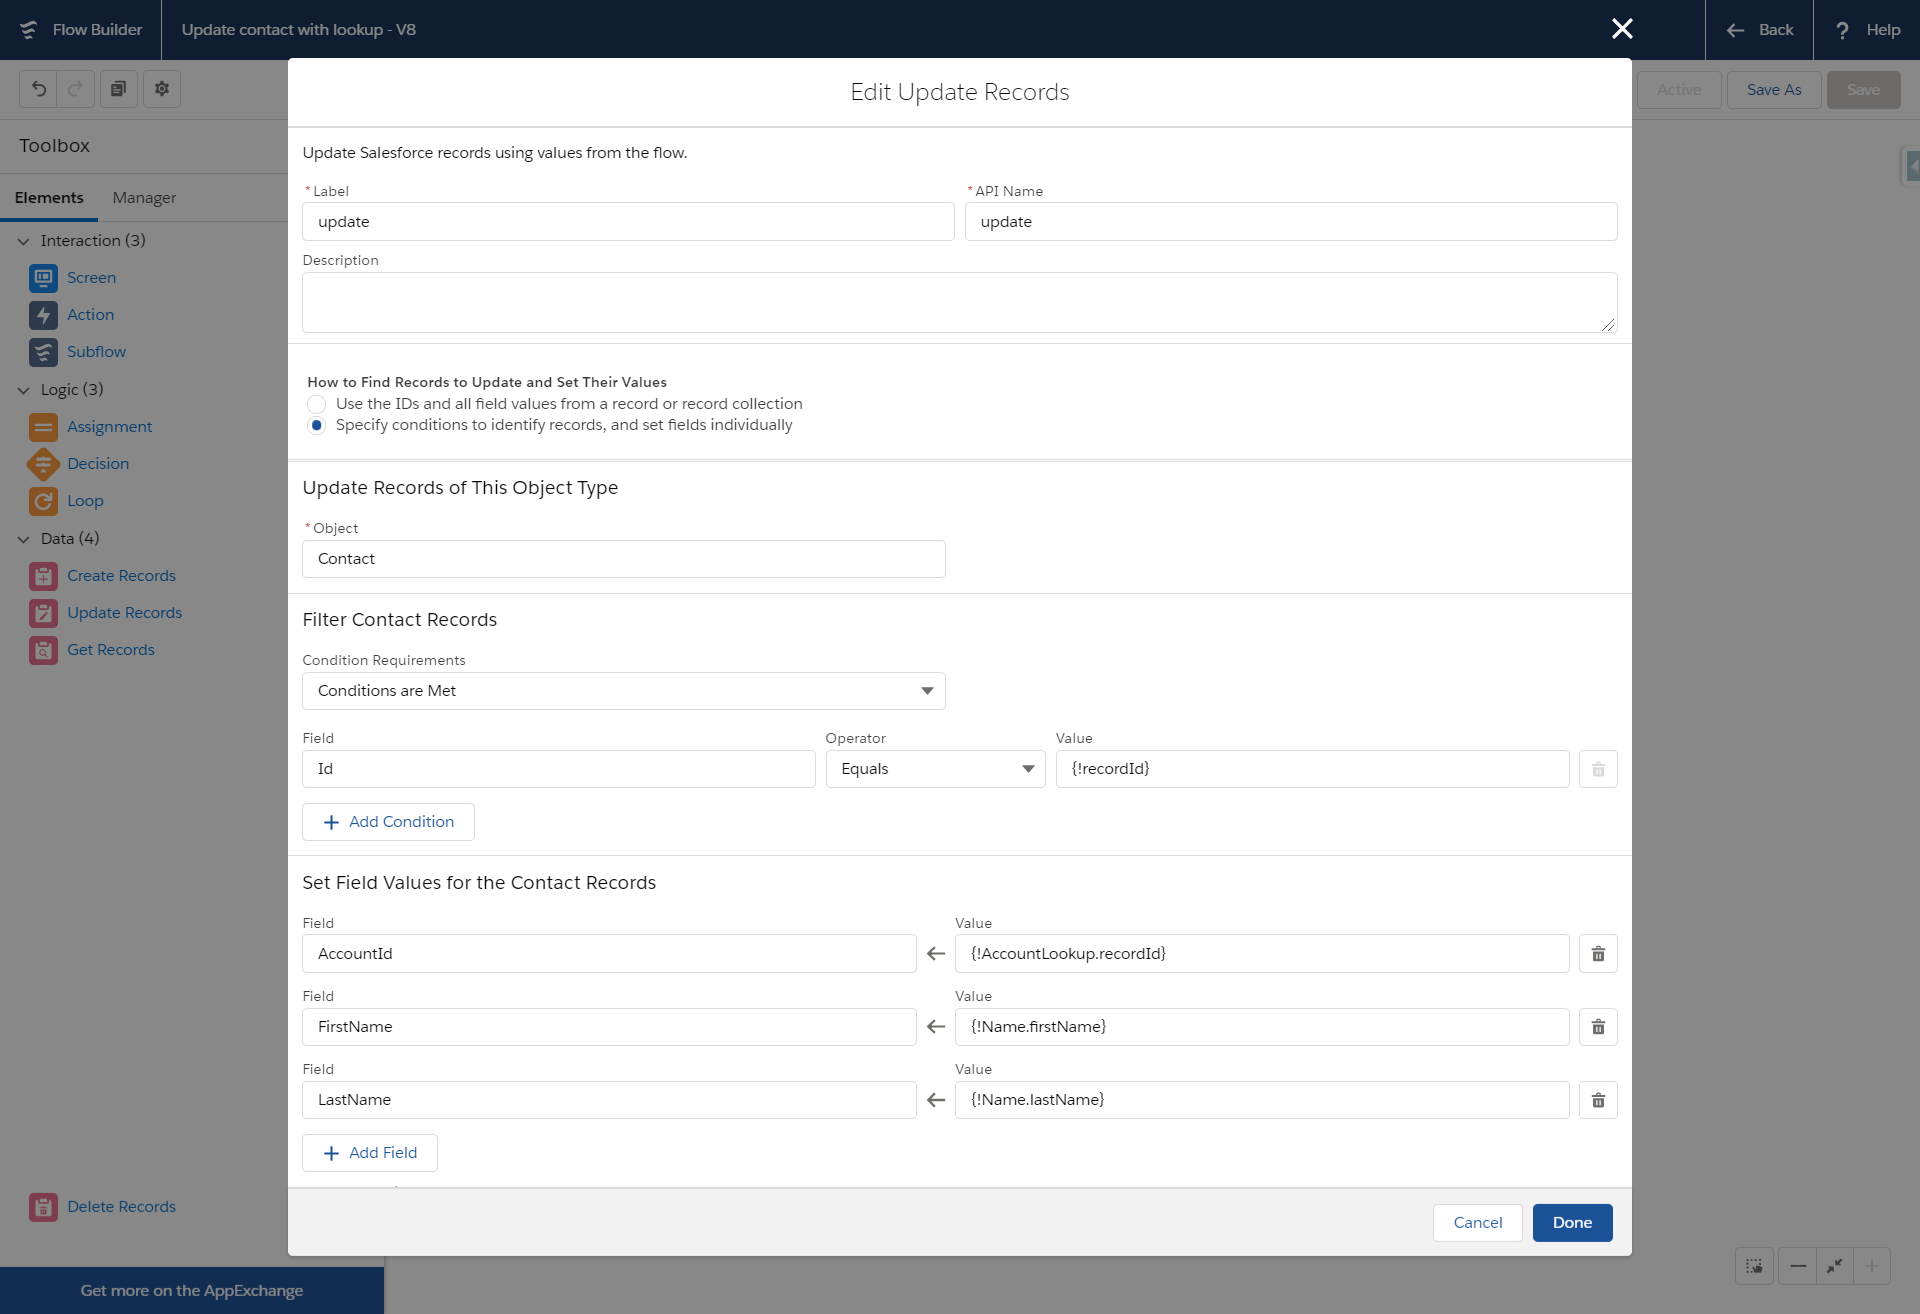 Flow Builder
Update contact with lookup - V8
Back
? Help
Active
Save As
Save
Toolbox
Elements
Manager
Interaction (3)
Screen
Action
Subflow
Logic (3)
Assignment
Decision
Loop
Data (4)
Create Records
Update Records
Get Records
Delete Records
Get more on the AppExchange
Edit Update Records
Update Salesforce records using values from the flow.
* Label
* API Name
update
update
Description
How to Find Records to Update and Set Their Values
Use the IDs and all field values from a record or record collection
Specify conditions to identify records, and set fields individually
Update Records of This Object Type
* Object
Contact
Filter Contact Records
Condition Requirements
Conditions are Met
Field
Operator
Value
Id
Equals
{!recordId}
+ Add Condition
Set Field Values for the Contact Records
Field
Value
AccountId
{!AccountLookup.recordId}
Field
Value
FirstName
{!Name.firstName}
Field
Value
LastName
{!Name.lastName}
+ Add Field
Cancel
Done